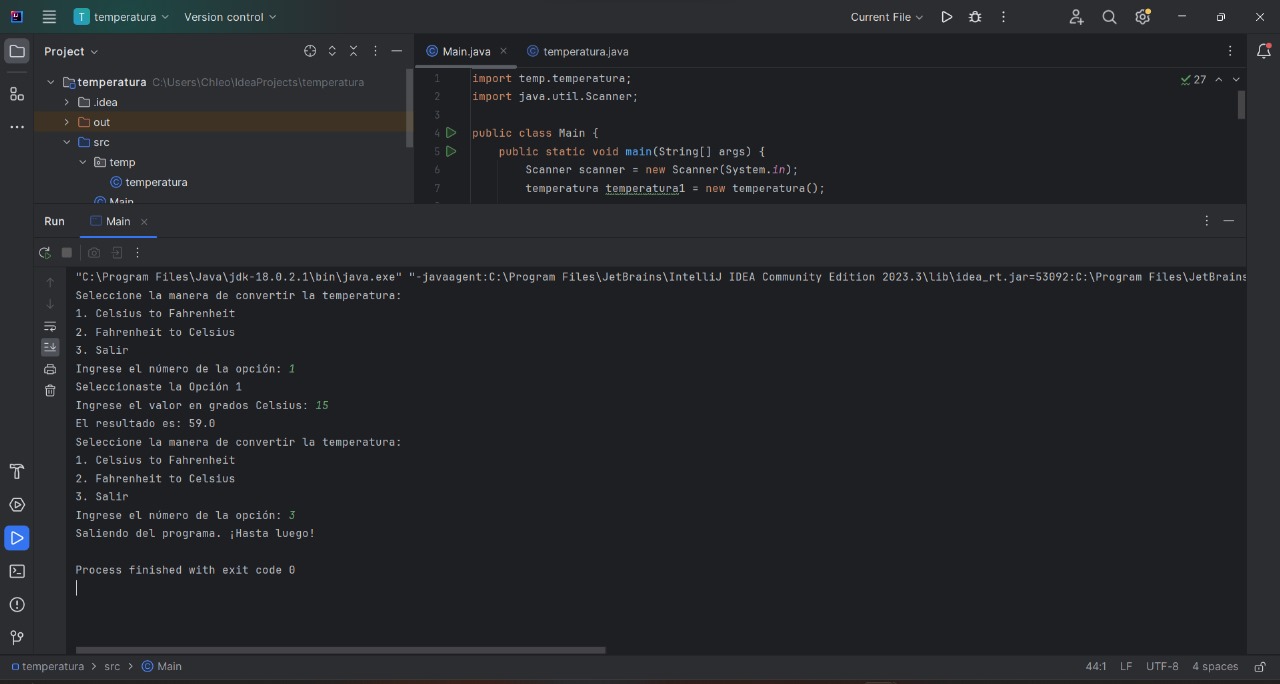 T temperatura Version control Current File
Project
Main.java temperatura.java
temperatura C:\Users\Chleo\IdeaProjects\temperatura
.idea
out
src
temp
temperatura
Main
27
1 import temp.temperatura;
2 import java.util.Scanner;
3
4 public class Main {
5 public static void main(String[] args) {
6 Scanner scanner = new Scanner(System.in);
7 temperatura temperatura1 = new temperatura();
Run Main
"C:\Program Files\Java\jdk-18.0.2.1\bin\java.exe" "-javaagent:C:\Program Files\JetBrains\IntelliJ IDEA Community Edition 2023.3\lib\idea_rt.jar=53092:C:\Program Files\JetBrains
Seleccione la manera de convertir la temperatura:
1. Celsius to Fahrenheit
2. Fahrenheit to Celsius
3. Salir
Ingrese el número de la opción: 1
Seleccionaste la Opción 1
Ingrese el valor en grados Celsius: 15
El resultado es: 59.0
Seleccione la manera de convertir la temperatura:
1. Celsius to Fahrenheit
2. Fahrenheit to Celsius
3. Salir
Ingrese el número de la opción: 3
Saliendo del programa. ¡Hasta luego!
Process finished with exit code 0
temperatura > src > Main
44:1 LF UTF-8 4 spaces